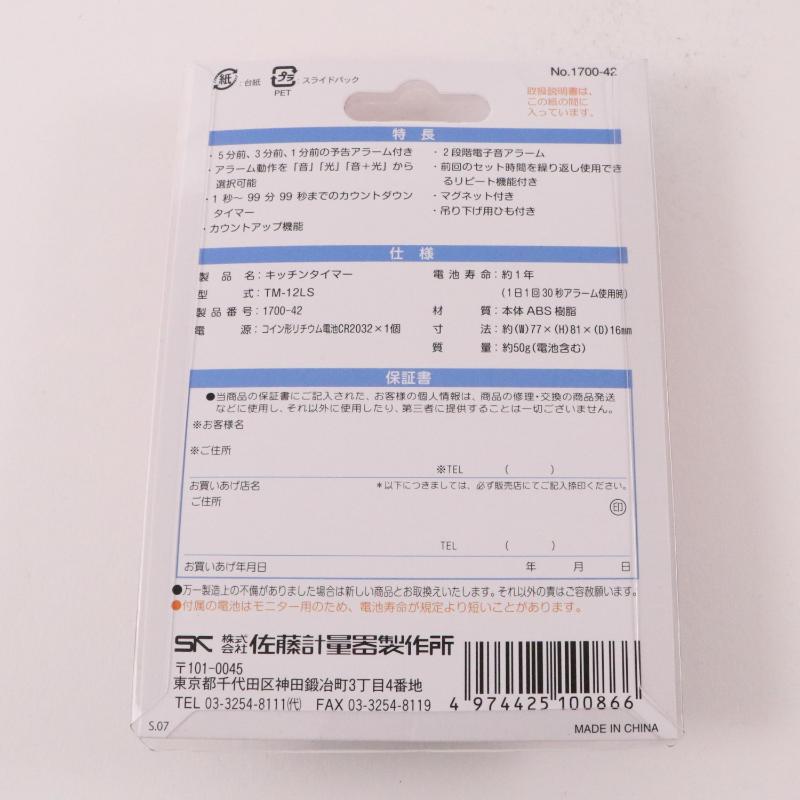 紙 : 台紙
プラ : スライドパック
PET
No.1700-42
取扱説明書は、
この紙の間に
入っています。
特長
・5分前、3分前、1分前の予告アラーム付き
・アラーム動作を「音」「光」「音+光」から
選択可能
・1秒〜99分99秒までのカウントダウン
タイマー
・カウントアップ機能
・2段階電子音アラーム
・前回のセット時間を繰り返し使用でき
るリピート機能付き
・マグネット付き
・吊り下げ用ひも付き
仕様
製品名:キッチンタイマー
型式:TM-12LS
製品番号:1700-42
電源:コイン形リチウム電池CR2032×1個
電池寿命:約1年
(1日1回30秒アラーム使用時)
材質:本体ABS樹脂
寸法:約(W)77×(H)81×(D)16mm
質量:約50g(電池含む)
保証書
●当商品の保証書にご記入された、お客様の個人情報は、商品の修理・交換の商品発送
などに使用し、それ以外に使用したり、第三者に提供することは一切ございません。
※お客様名
※ご住所
※TEL ( )
お買いあげ店名 *以下につきましては、必ず販売店にてご記入捺印ください。
ご住所
印
TEL ( )
お買いあげ年月日 年 月 日
●万一製造上の不備がありました場合は新しい商品とお取換えいたします。それ以外の責はご容赦願います。
●付属の電池はモニター用のため、電池寿命が規定より短いことがあります。
SK 株式会社 佐藤計量器製作所
〒101-0045
東京都千代田区神田鍛冶町3丁目4番地
TEL 03-3254-8111(代) FAX 03-3254-8119
4 974425 100866
S.07
MADE IN CHINA